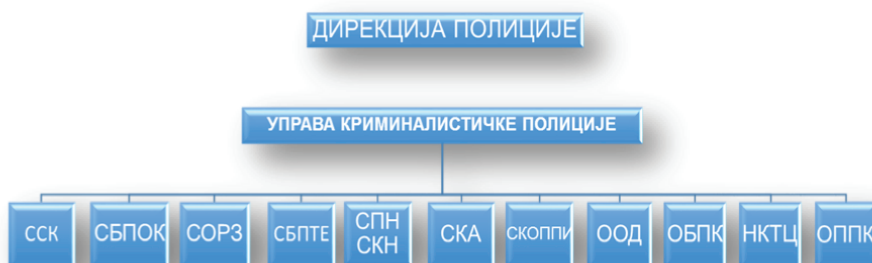 ДИРЕКЦИЈА ПОЛИЦИЈЕ
УПРАВА КРИМИНАЛИСТИЧКЕ ПОЛИЦИЈЕ
ССК
СБПОК
СОРЗ
СБПТЕ
СПН
СКН
СКА
СКОППИ
ООД
ОБПК
НКТЦ
ОППК